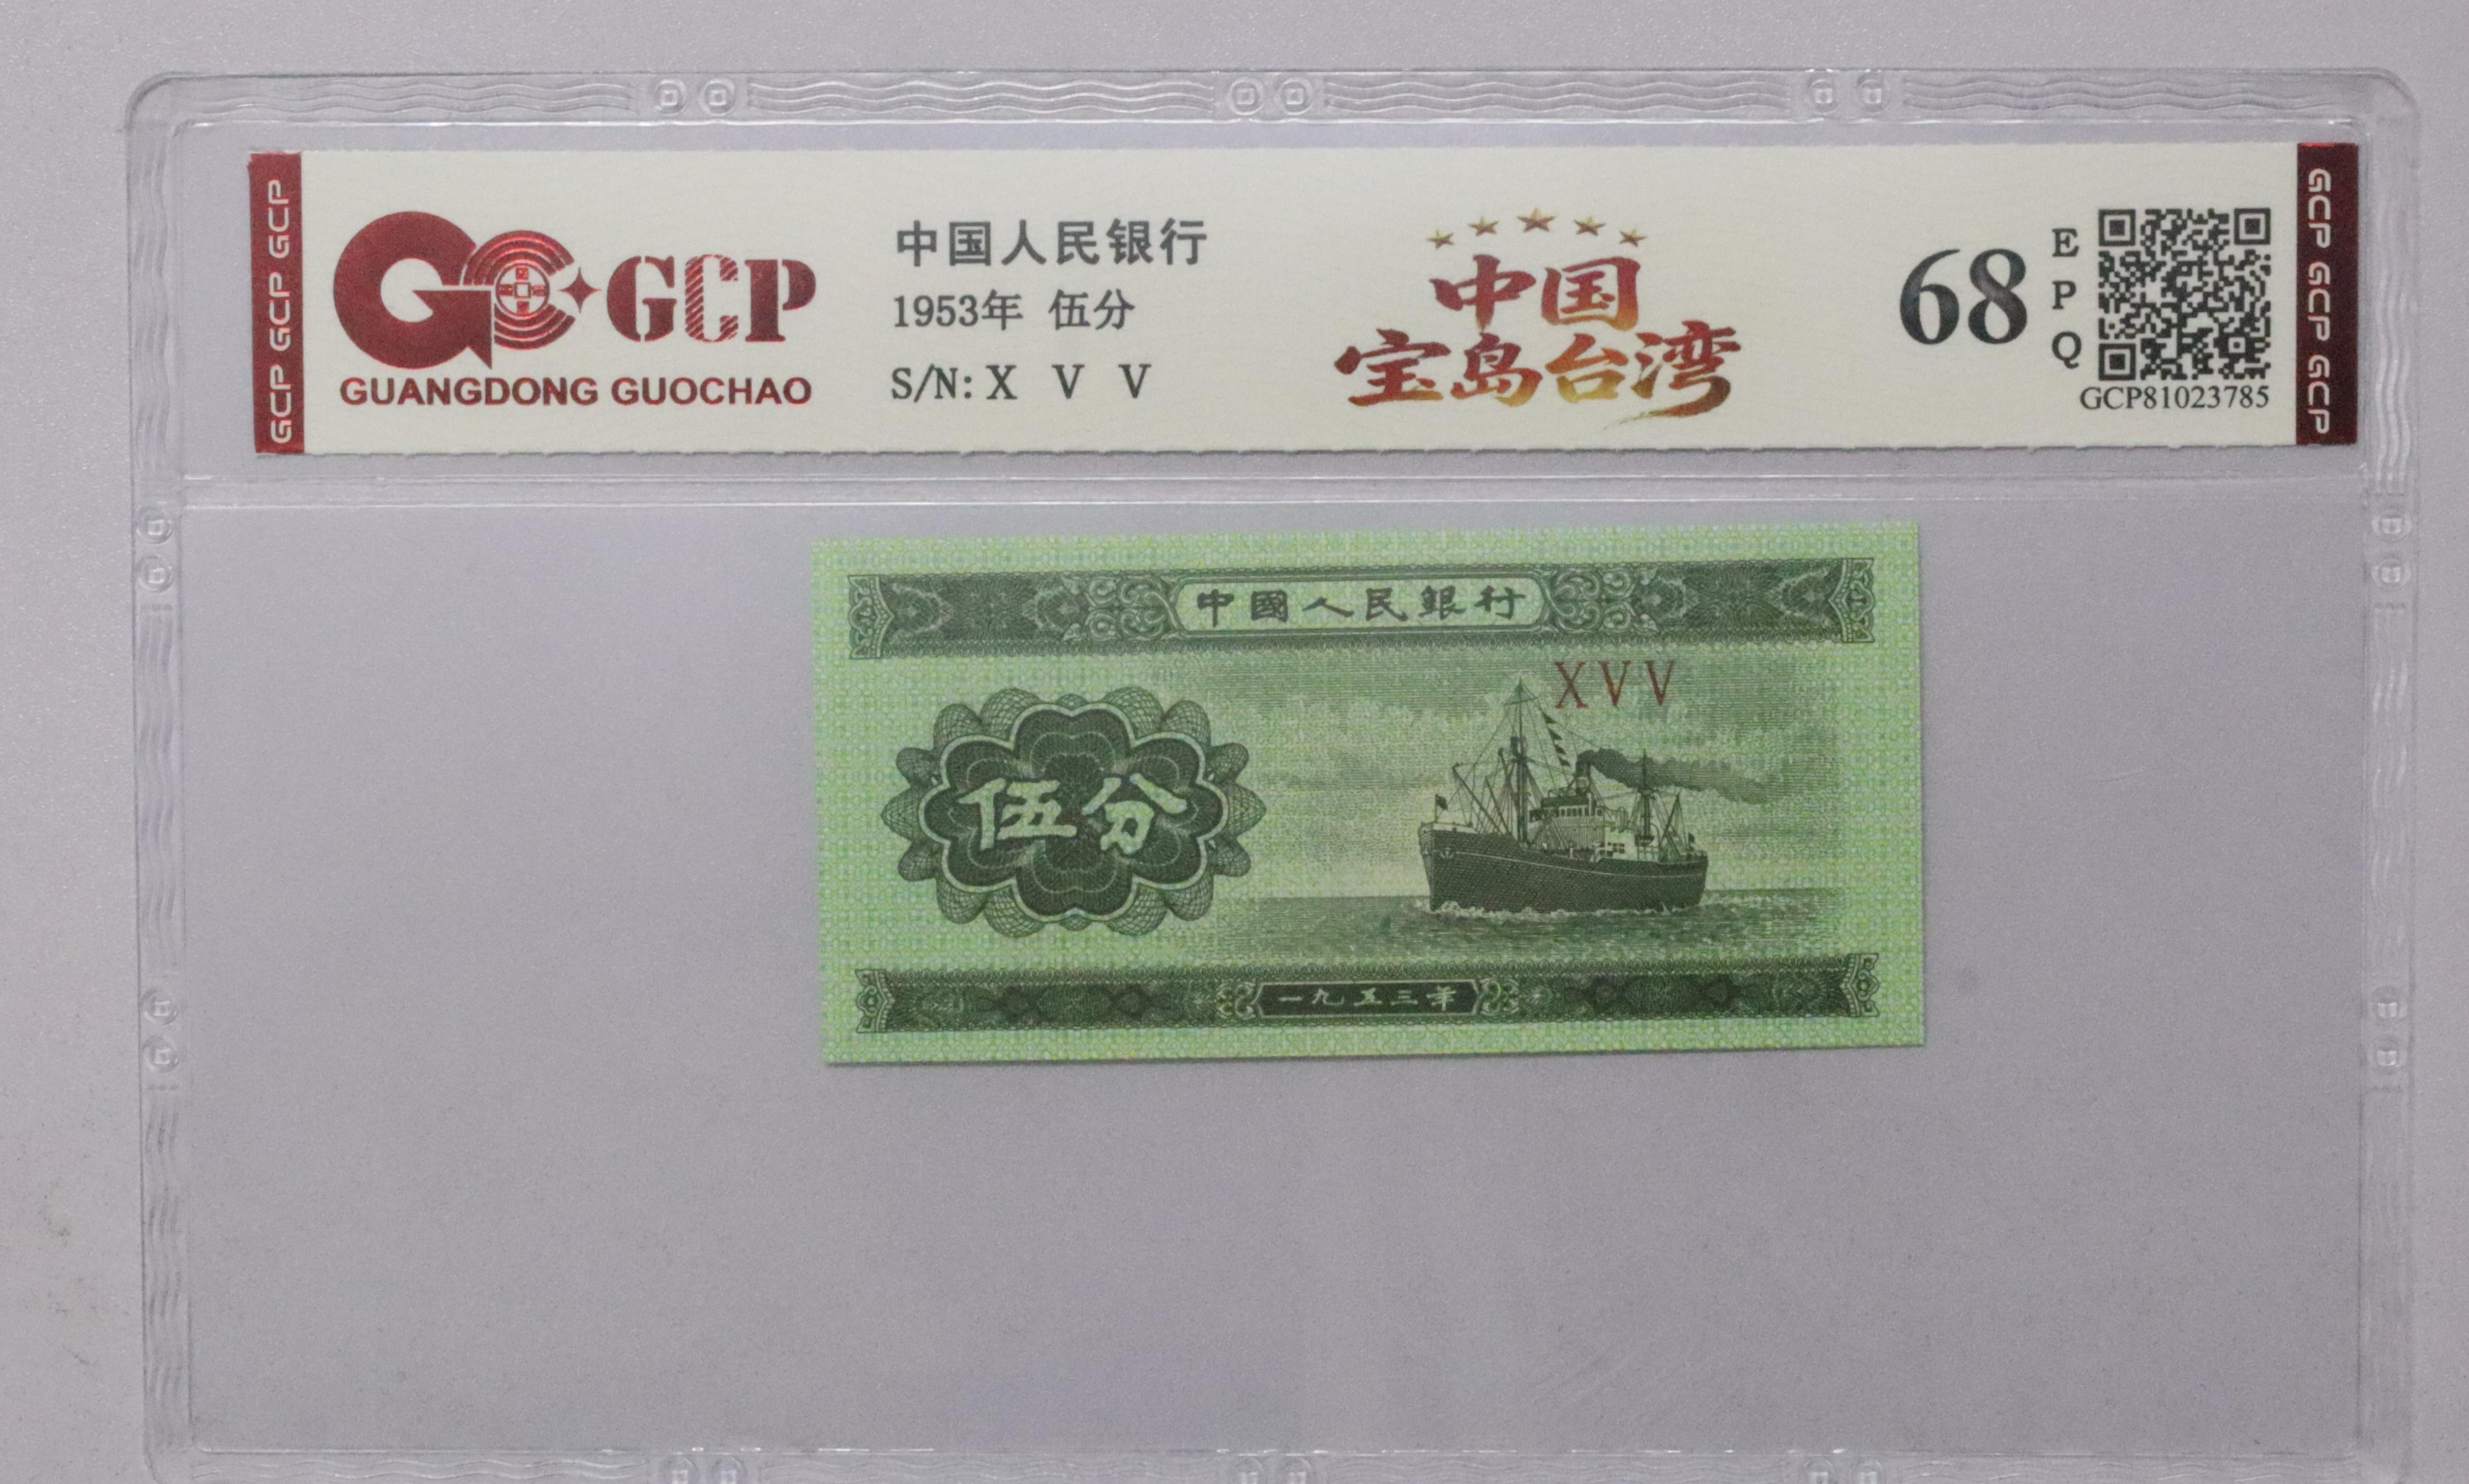 GCP GCP GCP
GCP
GUANGDONG GUOCHAO
中国人民银行
1953年 伍分
S/N: X V V
中国
宝岛台湾
68
E
P
Q
GCP81023785
GCP GCP GCP
中國人民銀行
XVV
伍分
一九五三年